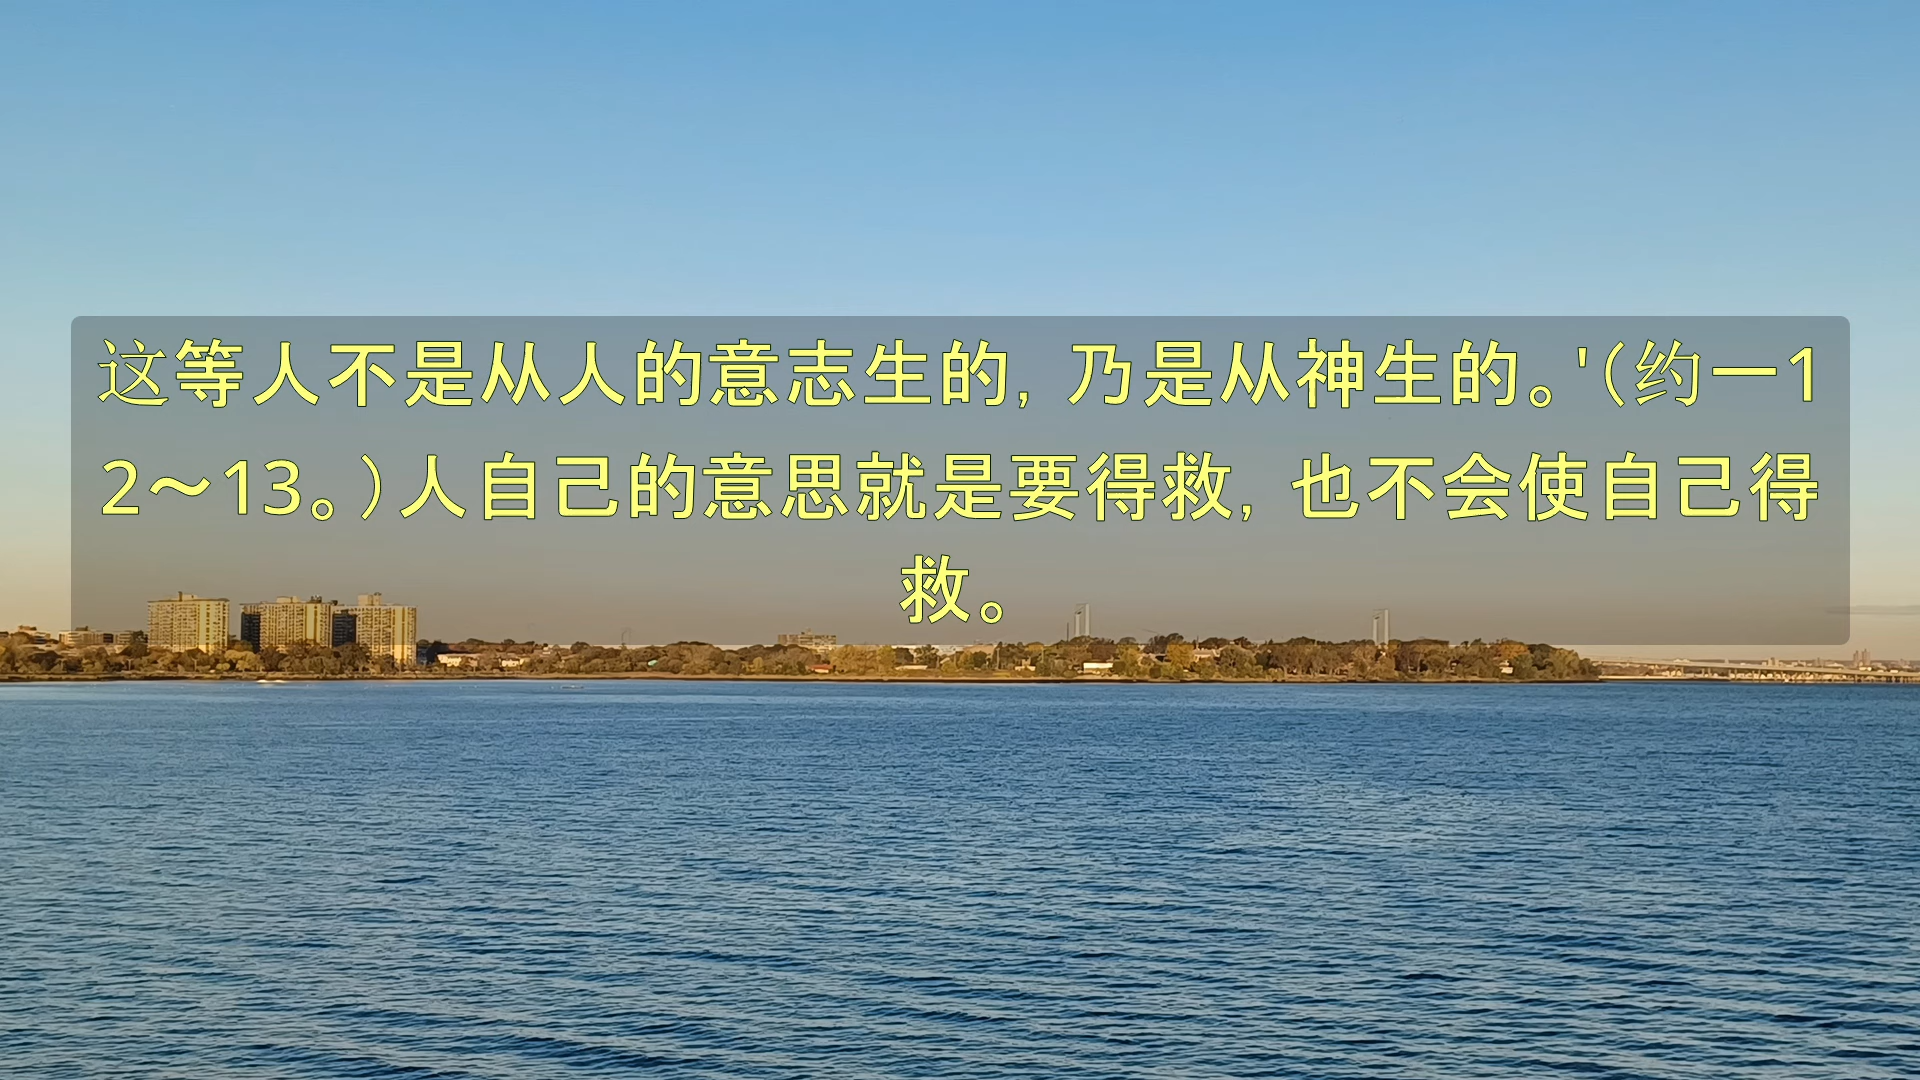 这等人不是从人的意志生的，乃是从神生的。'（约一1
2～13。）人自己的意思就是要得救，也不会使自己得
救。